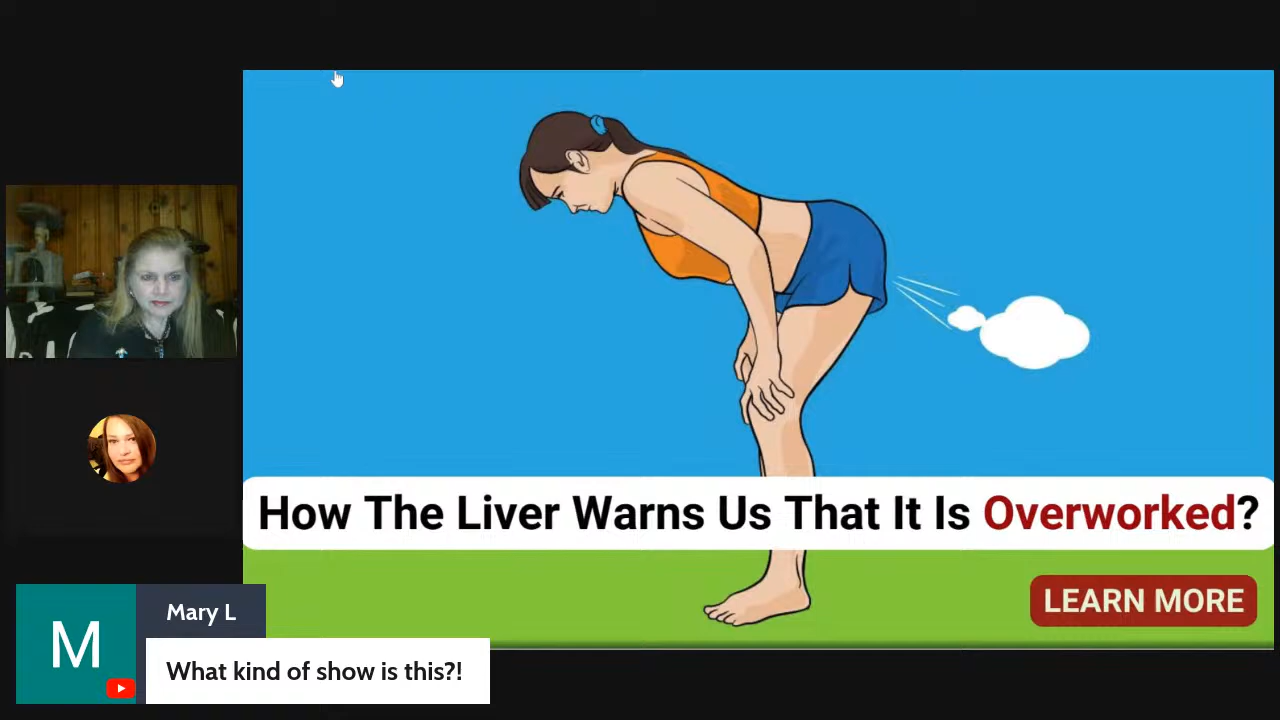 How The Liver Warns Us That It Is Overworked?
LEARN MORE
M
Mary L
What kind of show is this?!